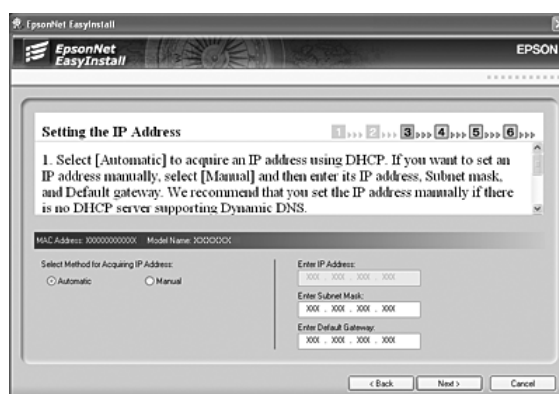 EpsonNet EasyInstall
EpsonNet
EasyInstall
EPSON
Setting the IP Address
1 2 3 4 5 6
1. Select [Automatic] to acquire an IP address using DHCP. If you want to set an
IP address manually, select [Manual] and then enter its IP address, Subnet mask,
and Default gateway. We recommend that you set the IP address manually if there
is no DHCP server supporting Dynamic DNS.
MAC Address: XXXXXXXXXXXX Model Name: XXXXXXX
Select Method for Acquiring IP Address:
Automatic
Manual
Enter IP Address:
XXX . XXX . XXX . XXX
Enter Subnet Mask:
XXX . XXX . XXX . XXX
Enter Default Gateway:
XXX . XXX . XXX . XXX
< Back
Next >
Cancel